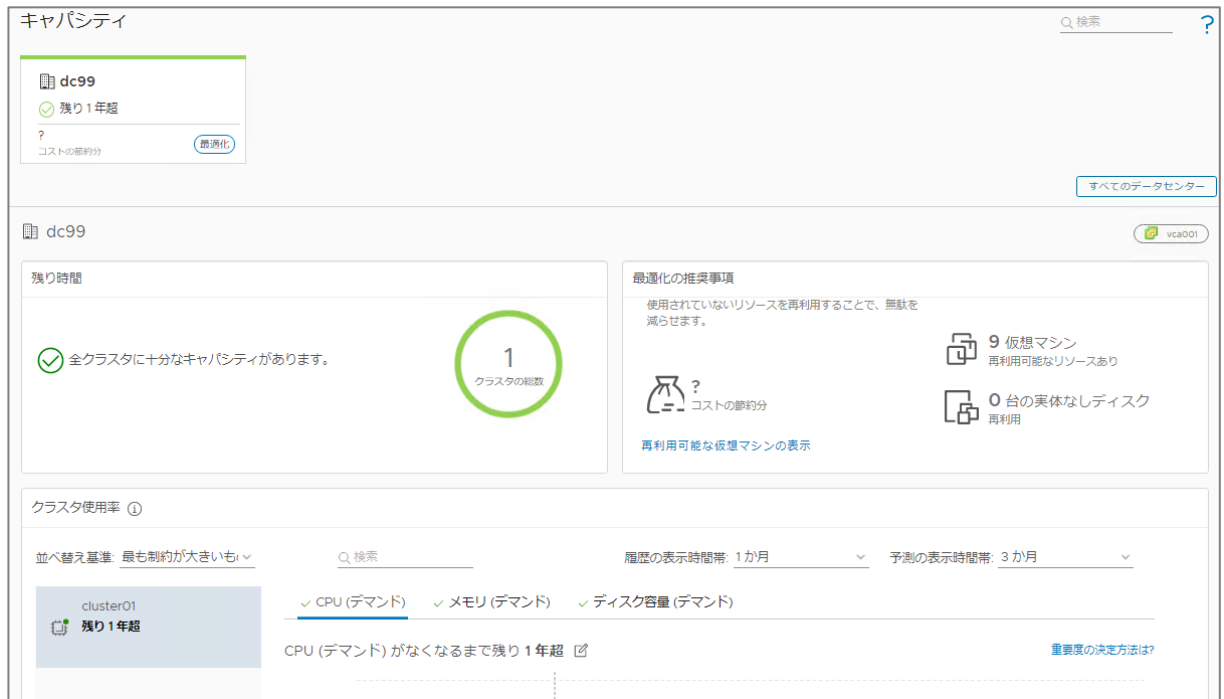 キャパシティ
検索
?
dc99
残り 1 年超
?
コストの節約分
最適化
すべてのデータセンター
dc99
vca001
残り時間
全クラスタに十分なキャパシティがあります。
1
クラスタの総数
最適化の推奨事項
使用されていないリソースを再利用することで、無駄を
減らせます。
?
コストの節約分
9 仮想マシン
再利用可能なリソースあり
0 台の実体なしディスク
再利用
再利用可能な仮想マシンの表示
クラスタ使用率
並べ替え基準: 最も制約が大きいも
検索
履歴の表示時間帯: 1 か月
予測の表示時間帯: 3 か月
cluster01
残り 1 年超
CPU (デマンド)
メモリ (デマンド)
ディスク容量 (デマンド)
CPU (デマンド) がなくなるまで残り 1 年超
重要度の決定方法は?